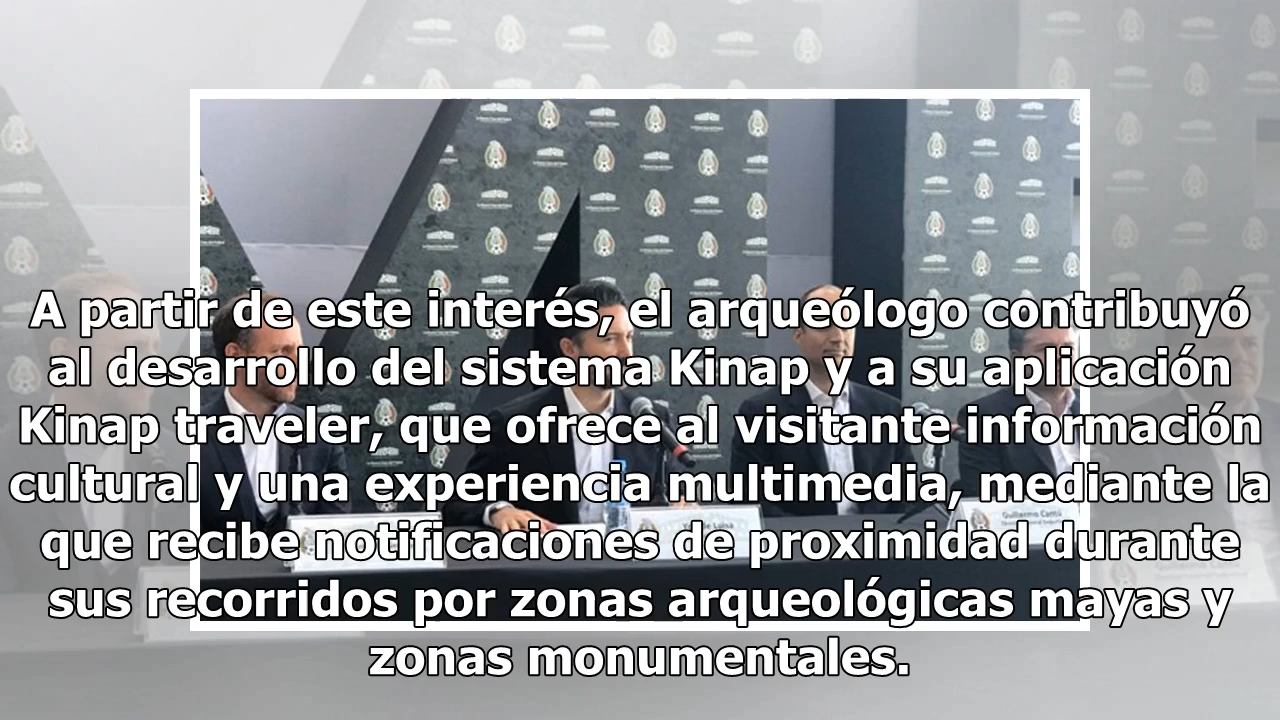 A partir de este interés, el arqueólogo contribuyó
al desarrollo del sistema Kinap y a su aplicación
Kinap traveler, que ofrece al visitante información
cultural y una experiencia multimedia, mediante la
que recibe notificaciones de proximidad durante
sus recorridos por zonas arqueológicas mayas y
zonas monumentales.
Guillermo Cantú